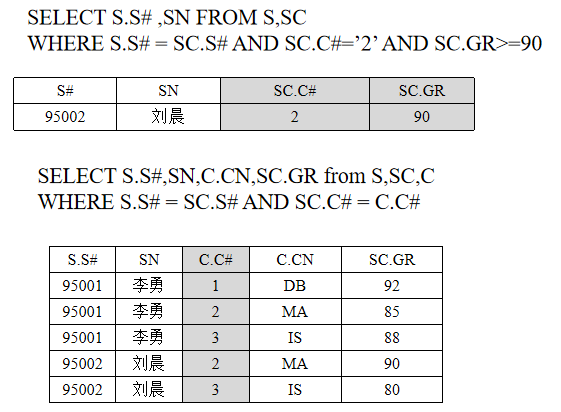 SELECT S.S# ,SN FROM S,SC
WHERE S.S# = SC.S# AND SC.C#=’2’ AND SC.GR>=90
S# SN SC.C# SC.GR
95002 刘晨 2 90
SELECT S.S#,SN,C.CN,SC.GR from S,SC,C
WHERE S.S# = SC.S# AND SC.C# = C.C#
S.S# SN C.C# C.CN SC.GR
95001 李勇 1 DB 92
95001 李勇 2 MA 85
95001 李勇 3 IS 88
95002 刘晨 2 MA 90
95002 刘晨 3 IS 80